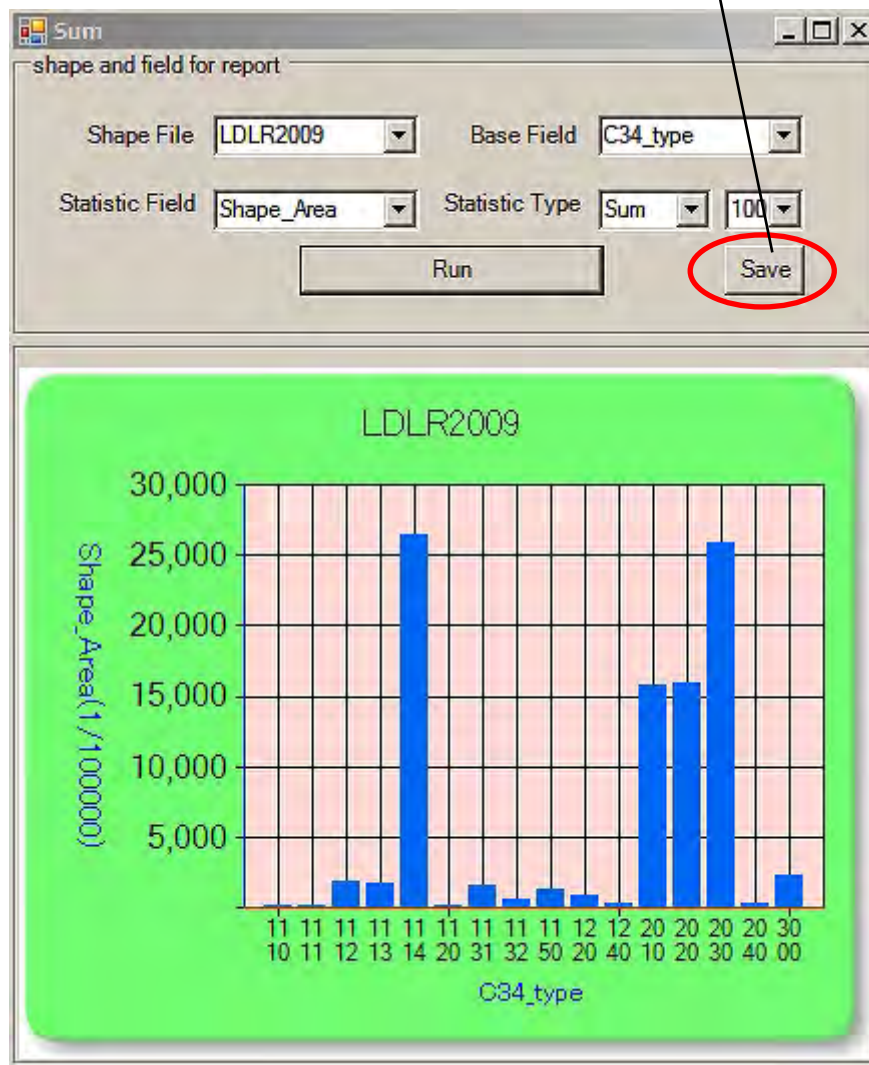 Sum
shape and field for report
Shape File LDLR2009 Base Field C34_type
Statistic Field Shape_Area Statistic Type Sum 100
Run Save
LDLR2009
30,000
25,000
20,000
15,000
10,000
5,000
Shape_Area(1/1000000)
11 11 11 11 11 11 11 11 11 12 12 20 20 20 20 30
10 11 12 13 14 20 31 32 50 20 40 10 20 30 40 00
C34_type